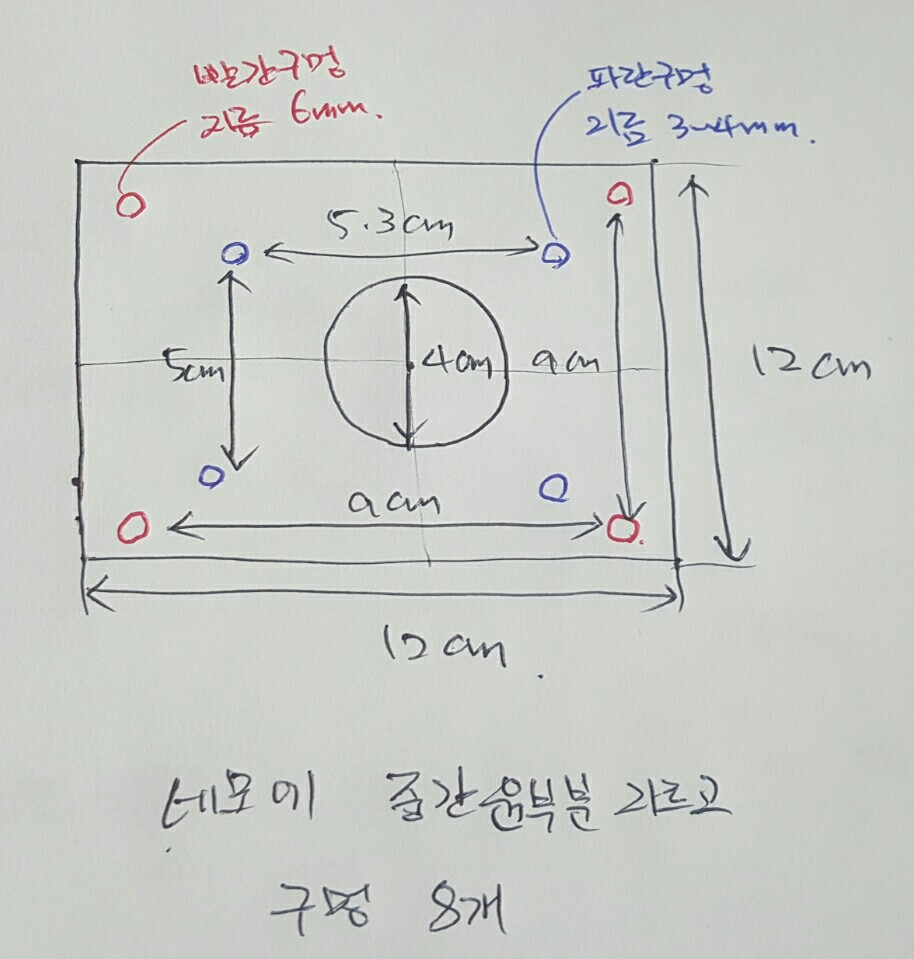 빨간구멍
지름 6mm.
파란구멍
지름 3~4mm.
5.3cm
5cm
4cm
9cm
12cm
9cm
12cm.
네모에 중간 원부분 자르고
구멍 8개